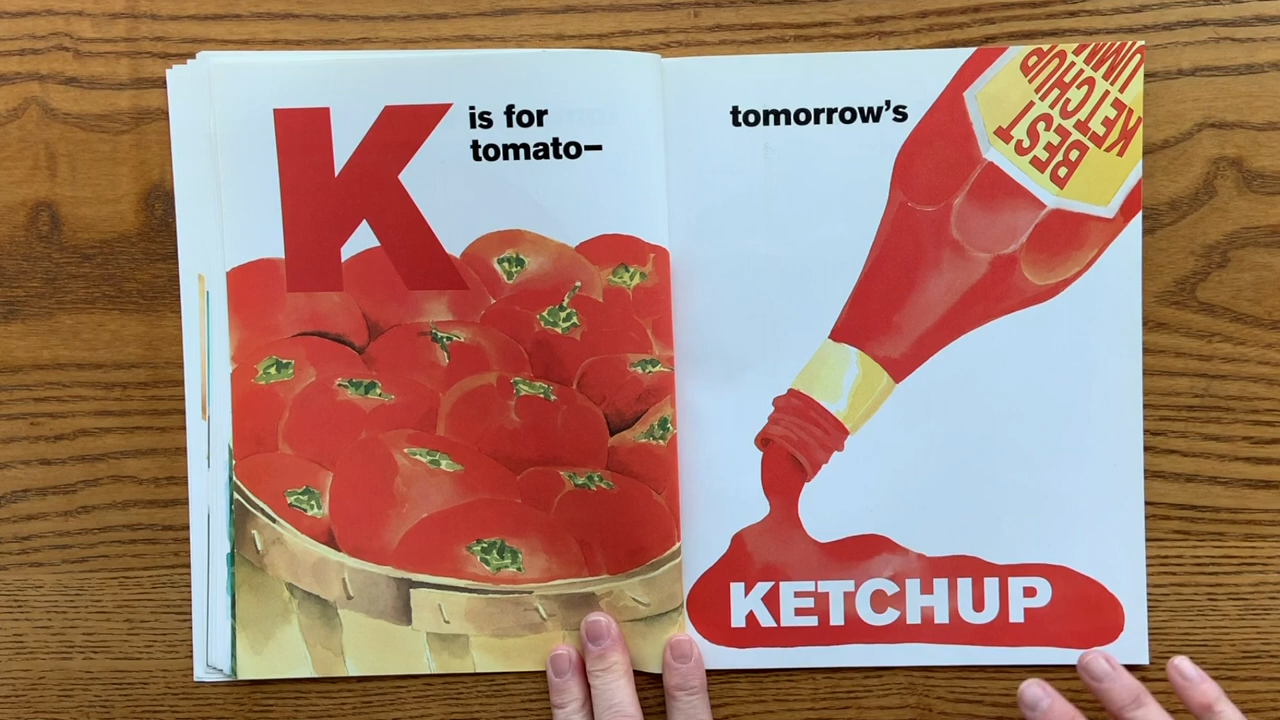 K
is for
tomato–
tomorrow's
BEST
KETCHUP
KETCHUP